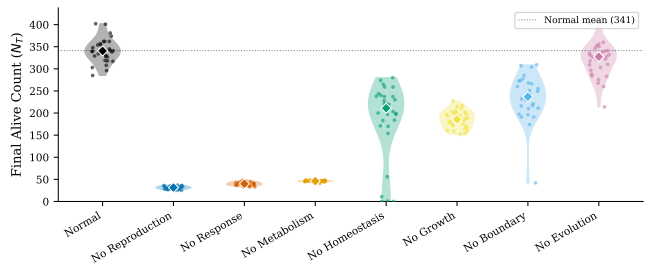 Final Alive Count (N_T)
400
350
300
250
200
150
100
50
0
Normal mean (341)
Normal
No Reproduction
No Response
No Metabolism
No Homeostasis
No Growth
No Boundary
No Evolution